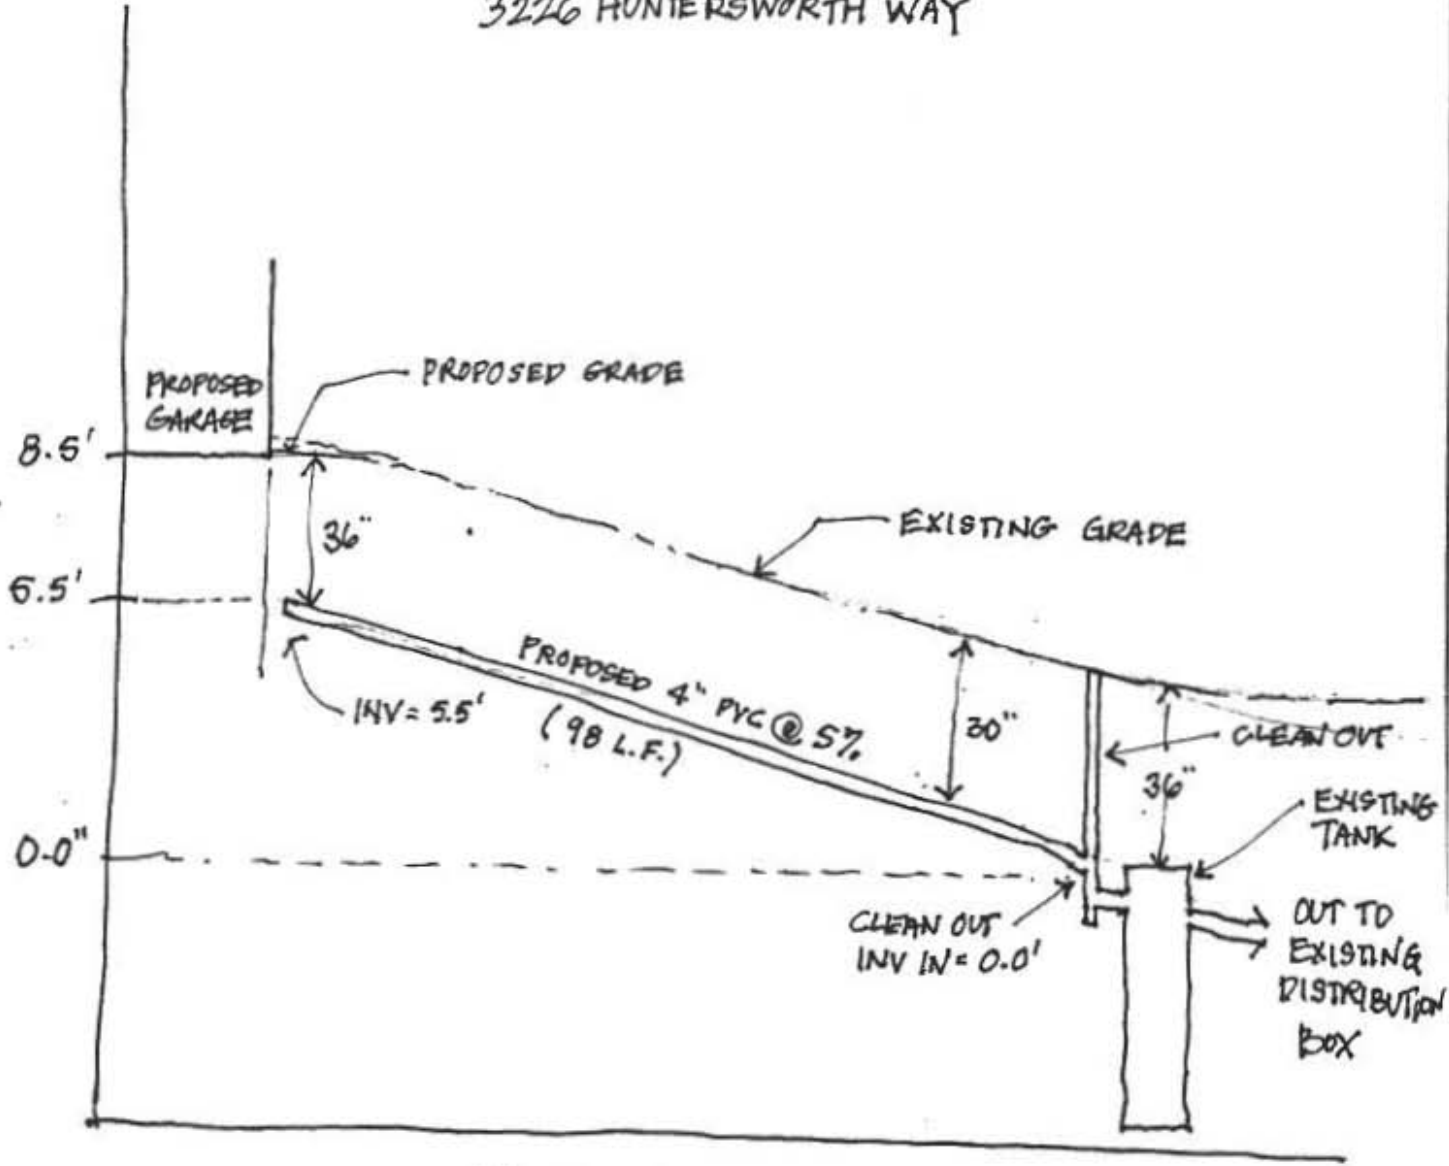 3226 HUNTERSWORTH WAY
PROPOSED GRADE
PROPOSED
GARAGE
8.5'
36"
EXISTING GRADE
5.5'
PROPOSED 4" PVC @ 5%
(98 L.F.)
INV = 5.5'
30"
CLEAN OUT
36"
EXISTING
TANK
0.0"
CLEAN OUT
INV IN = 0.0'
OUT TO
EXISTING
DISTRIBUTION
BOX